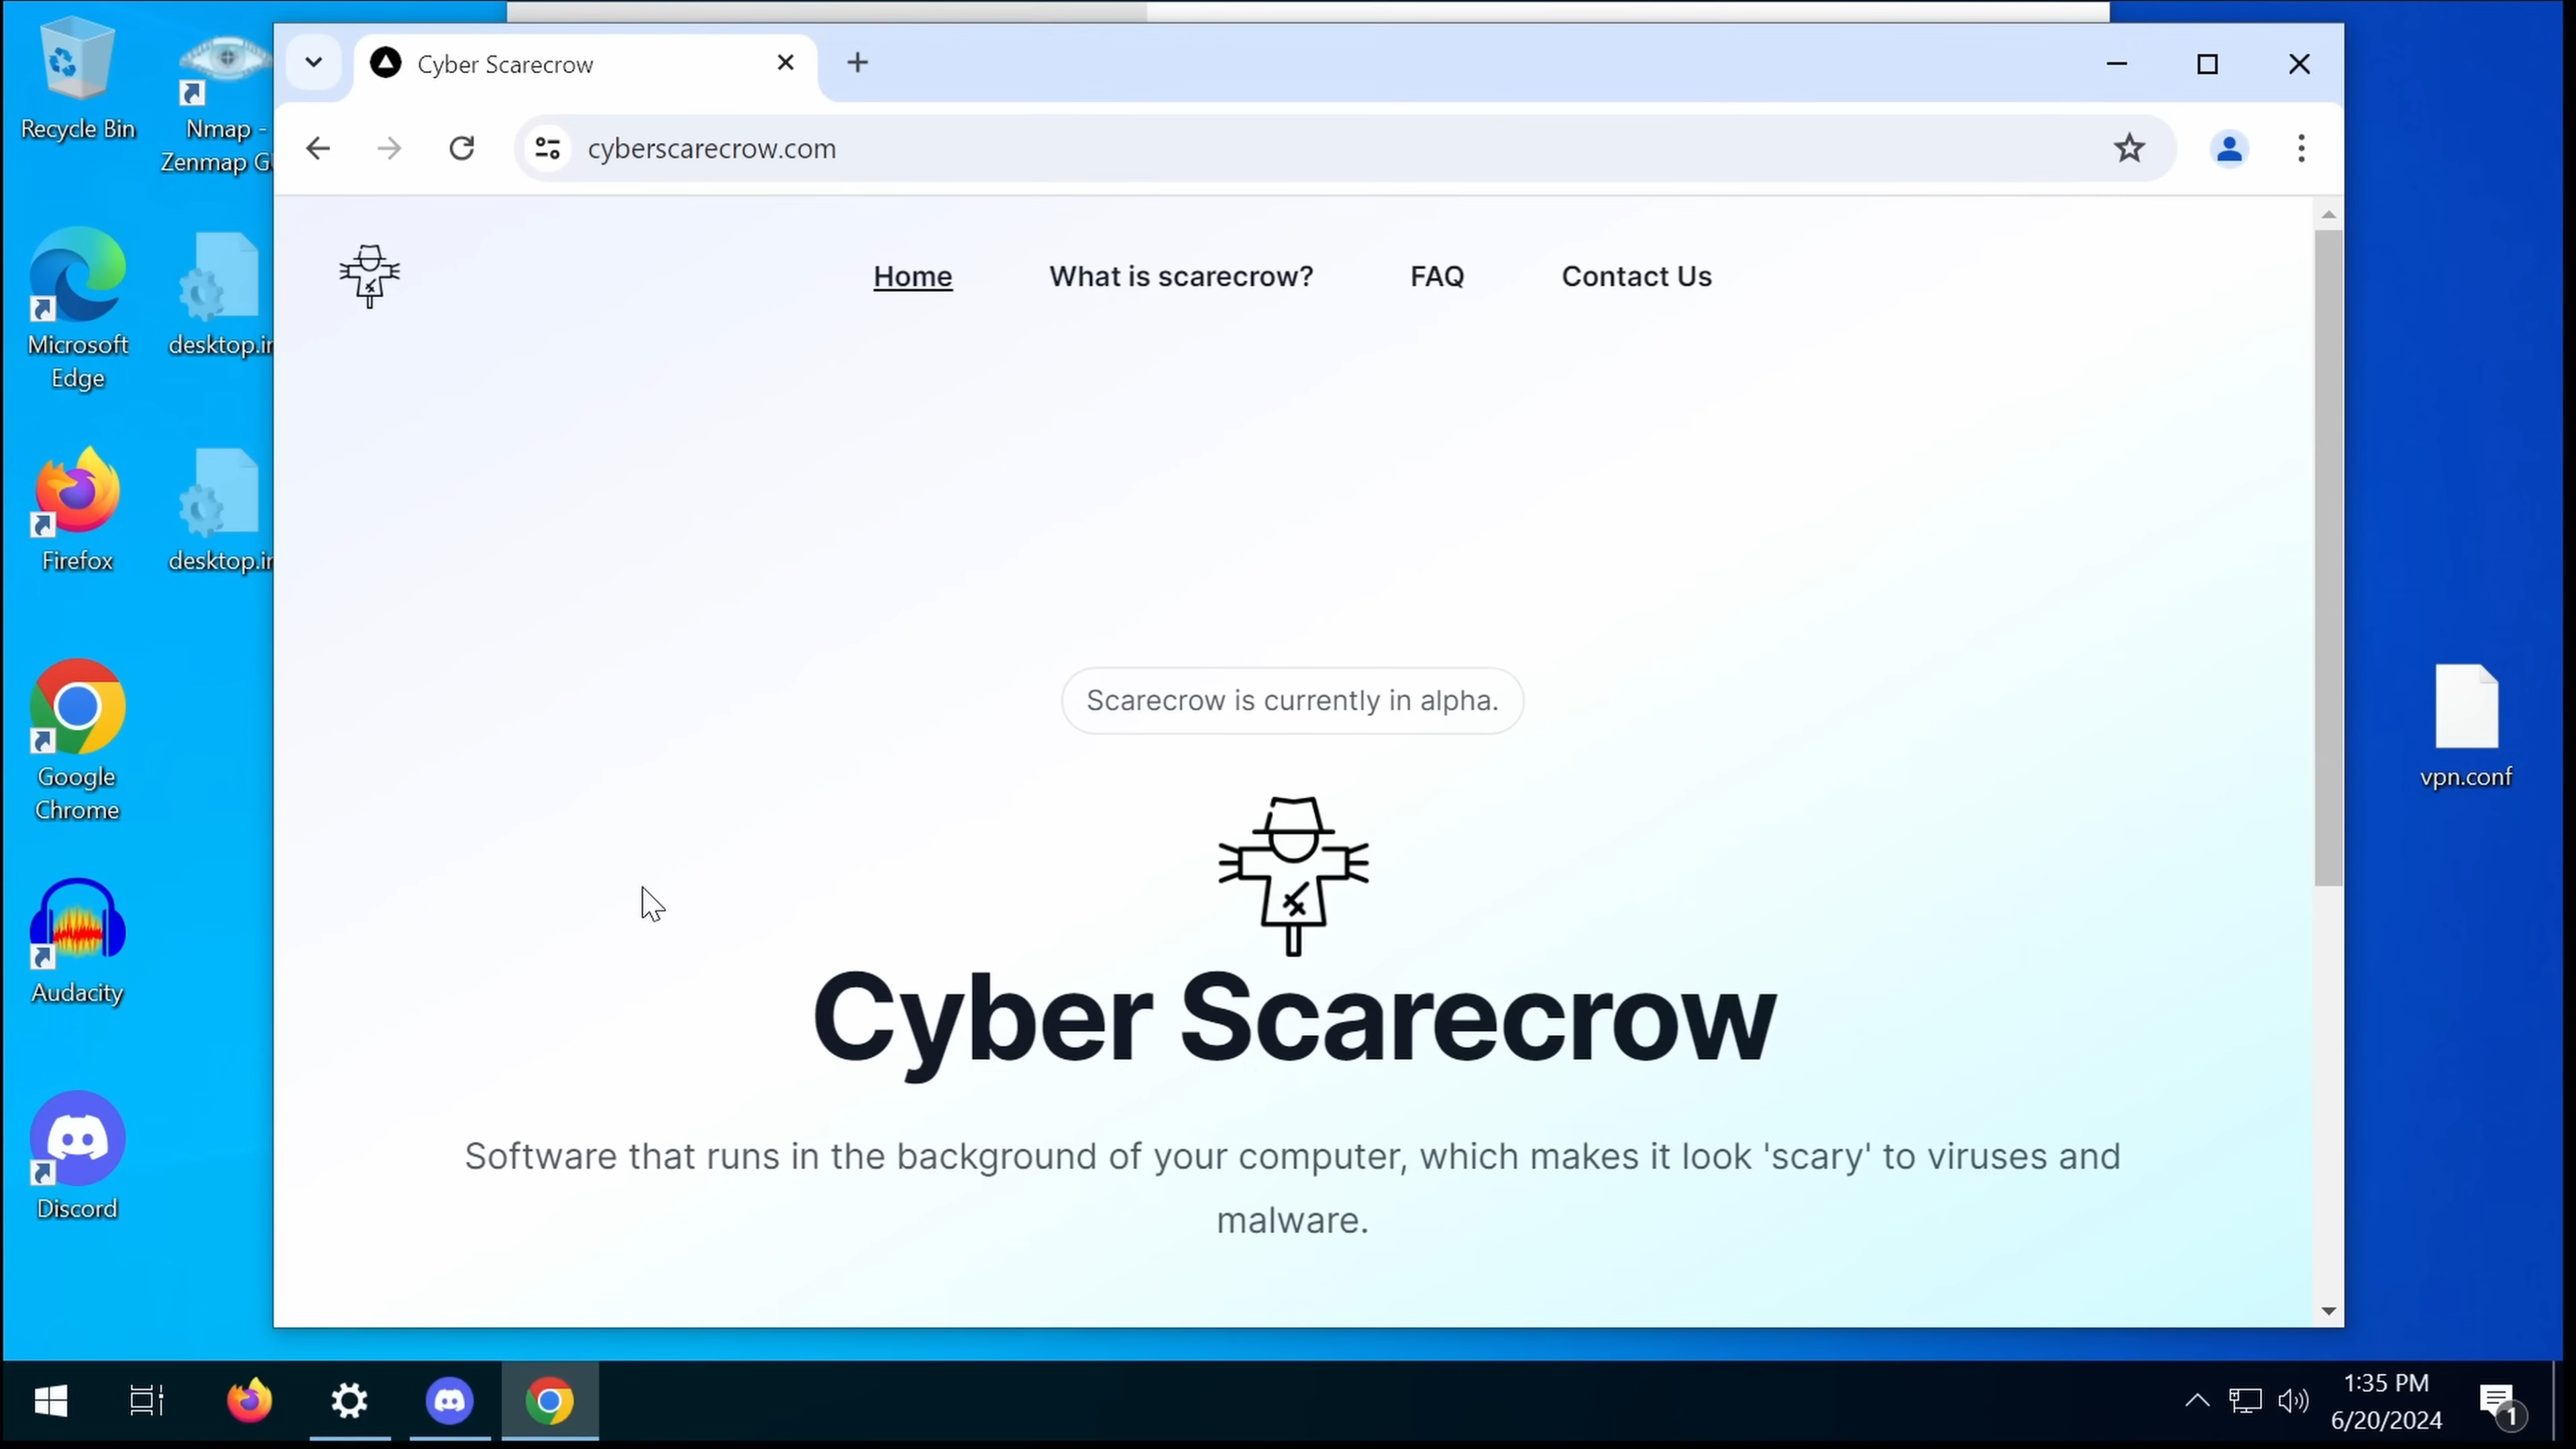 Recycle Bin
Nmap -
Zenmap G
Microsoft
Edge
desktop.ir
Firefox
desktop.ir
Google
Chrome
Audacity
Discord
Cyber Scarecrow
cyberscarecrow.com
Home
What is scarecrow?
FAQ
Contact Us
Scarecrow is currently in alpha.
Cyber Scarecrow
Software that runs in the background of your computer, which makes it look 'scary' to viruses and
malware.
vpn.conf
1:35 PM
6/20/2024
1